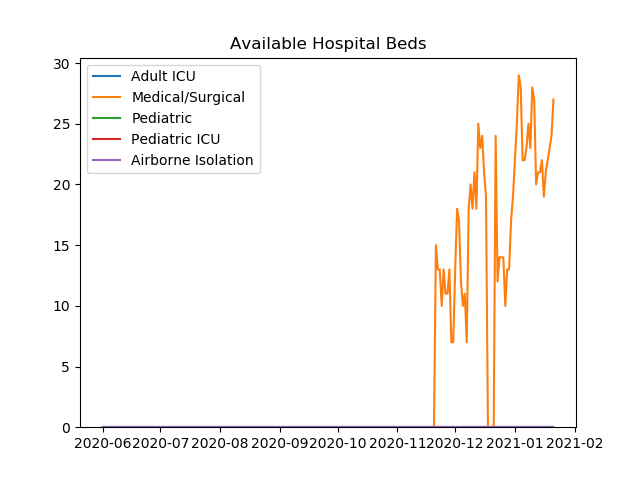 Available Hospital Beds
30
25
20
15
10
5
0
Adult ICU
Medical/Surgical
Pediatric
Pediatric ICU
Airborne Isolation
2020-06 2020-07 2020-08 2020-09 2020-10 2020-11 2020-12 2021-01 2021-02